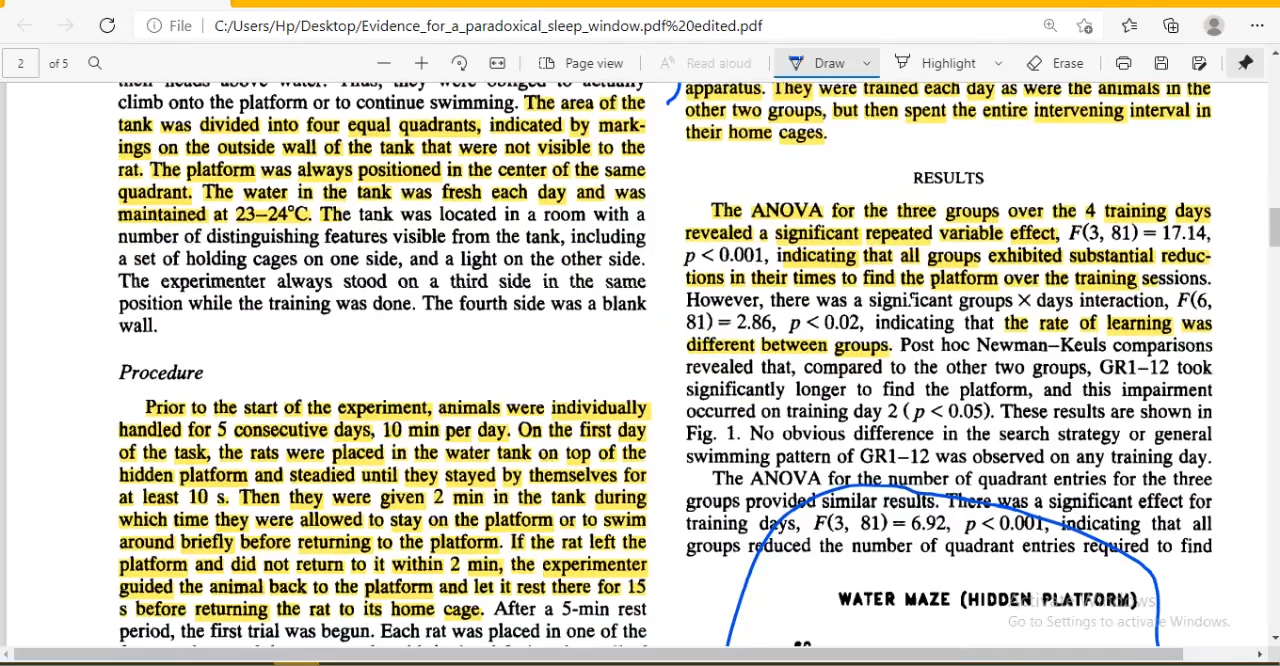 File
C:/Users/Hp/Desktop/Evidence_for_a_paradoxical_sleep_window.pdf%20edited.pdf
2 of 5
Page view
Read aloud
Draw
Highlight
Erase
their heads above water. Thus, they were obliged to actually
climb onto the platform or to continue swimming. The area of the
tank was divided into four equal quadrants, indicated by mark-
ings on the outside wall of the tank that were not visible to the
rat. The platform was always positioned in the center of the same
quadrant. The water in the tank was fresh each day and was
maintained at 23–24°C. The tank was located in a room with a
number of distinguishing features visible from the tank, including
a set of holding cages on one side, and a light on the other side.
The experimenter always stood on a third side in the same
position while the training was done. The fourth side was a blank
wall.
Procedure
Prior to the start of the experiment, animals were individually
handled for 5 consecutive days, 10 min per day. On the first day
of the task, the rats were placed in the water tank on top of the
hidden platform and steadied until they stayed by themselves for
at least 10 s. Then they were given 2 min in the tank during
which time they were allowed to stay on the platform or to swim
around briefly before returning to the platform. If the rat left the
platform and did not return to it within 2 min, the experimenter
guided the animal back to the platform and let it rest there for 15
s before returning the rat to its home cage. After a 5-min rest
period, the first trial was begun. Each rat was placed in one of the
apparatus. They were trained each day as were the animals in the
other two groups, but then spent the entire intervening interval in
their home cages.
RESULTS
The ANOVA for the three groups over the 4 training days
revealed a significant repeated variable effect, F(3, 81) = 17.14,
p < 0.001, indicating that all groups exhibited substantial reduc-
tions in their times to find the platform over the training sessions.
However, there was a significant groups × days interaction, F(6,
81) = 2.86, p < 0.02, indicating that the rate of learning was
different between groups. Post hoc Newman–Keuls comparisons
revealed that, compared to the other two groups, GR1–12 took
significantly longer to find the platform, and this impairment
occurred on training day 2 (p < 0.05). These results are shown in
Fig. 1. No obvious difference in the search strategy or general
swimming pattern of GR1–12 was observed on any training day.
The ANOVA for the number of quadrant entries for the three
groups provided similar results. There was a significant effect for
training days, F(3, 81) = 6.92, p < 0.001, indicating that all
groups reduced the number of quadrant entries required to find
WATER MAZE (HIDDEN PLATFORM)
Activate Windows
Go to Settings to activate Windows.